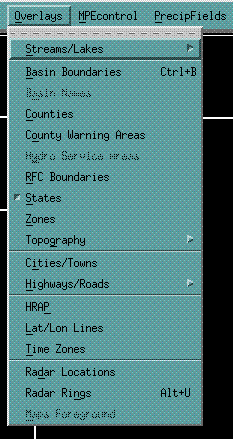 Overlays MPEcontrol PrecipFields
Streams/Lakes
Basin Boundaries Ctrl+B
Basin Names
Counties
County Warning Areas
Hydro Service Areas
RFC Boundaries
States
Zones
Topography
Cities/Towns
Highways/Roads
HRAP
Lat/Lon Lines
Time Zones
Radar Locations
Radar Rings Alt+U
Maps Foreground